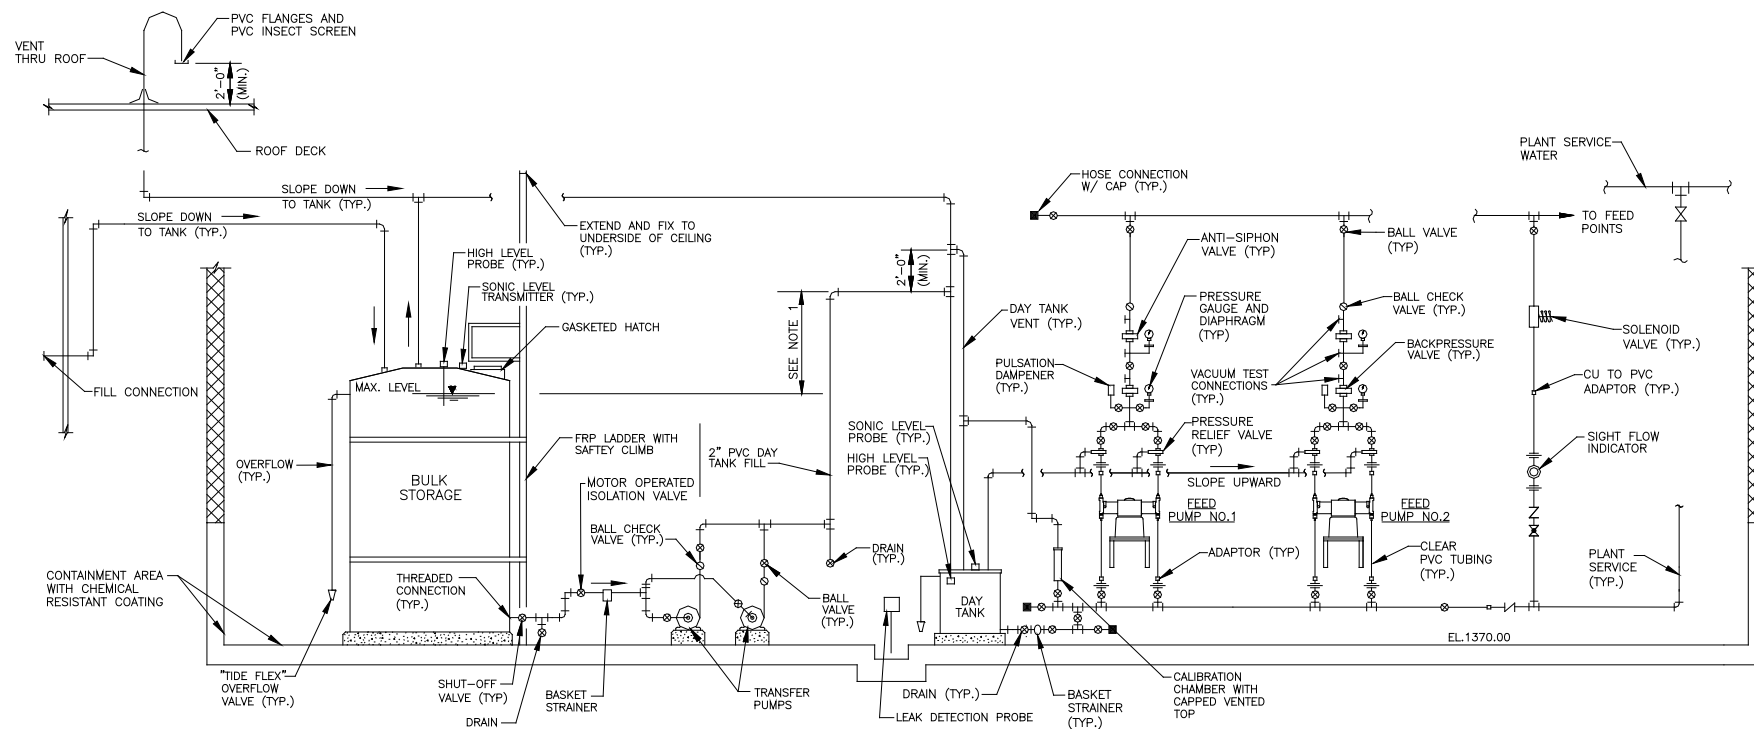 PVC FLANGES AND
PVC INSECT SCREEN
VENT
THRU ROOF
2'-0"
(MIN.)
ROOF DECK
SLOPE DOWN
TO TANK (TYP.)
SLOPE DOWN
TO TANK (TYP.)
EXTEND AND FIX TO
UNDERSIDE OF CEILING
(TYP.)
HIGH LEVEL
PROBE (TYP.)
SONIC LEVEL
TRANSMITTER (TYP.)
GASKETED HATCH
FILL CONNECTION
MAX. LEVEL
OVERFLOW
(TYP.)
BULK
STORAGE
FRP LADDER WITH
SAFTEY CLIMB
MOTOR OPERATED
ISOLATION VALVE
2" PVC DAY
TANK FILL
SEE NOTE 1
2'-0"
(MIN.)
BALL CHECK
VALVE (TYP.)
DRAIN
(TYP.)
BALL
VALVE
(TYP.)
THREADED
CONNECTION
(TYP.)
CONTAINMENT AREA
WITH CHEMICAL
RESISTANT COATING
"TIDE FLEX"
OVERFLOW
VALVE (TYP.)
SHUT-OFF
VALVE (TYP)
DRAIN
BASKET
STRAINER
TRANSFER
PUMPS
LEAK DETECTION PROBE
DAY
TANK
SONIC LEVEL
PROBE (TYP.)
HIGH LEVEL
PROBE (TYP.)
DAY TANK
VENT (TYP.)
DRAIN (TYP.)
BASKET
STRAINER
(TYP.)
CALIBRATION
CHAMBER WITH
CAPPED VENTED
TOP
HOSE CONNECTION
W/ CAP (TYP.)
ANTI-SIPHON
VALVE (TYP)
PRESSURE
GAUGE AND
DIAPHRAGM
(TYP)
PULSATION
DAMPENER
(TYP.)
VACUUM TEST
CONNECTIONS
(TYP.)
PRESSURE
RELIEF VALVE
(TYP)
SLOPE UPWARD
FEED
PUMP NO.1
FEED
PUMP NO.2
ADAPTOR (TYP)
CLEAR
PVC TUBING
(TYP.)
BALL VALVE
(TYP)
BALL CHECK
VALVE (TYP.)
BACKPRESSURE
VALVE (TYP.)
PLANT SERVICE
WATER
TO FEED
POINTS
SOLENOID
VALVE (TYP.)
CU TO PVC
ADAPTOR (TYP.)
SIGHT FLOW
INDICATOR
PLANT
SERVICE
(TYP.)
EL.1370.00